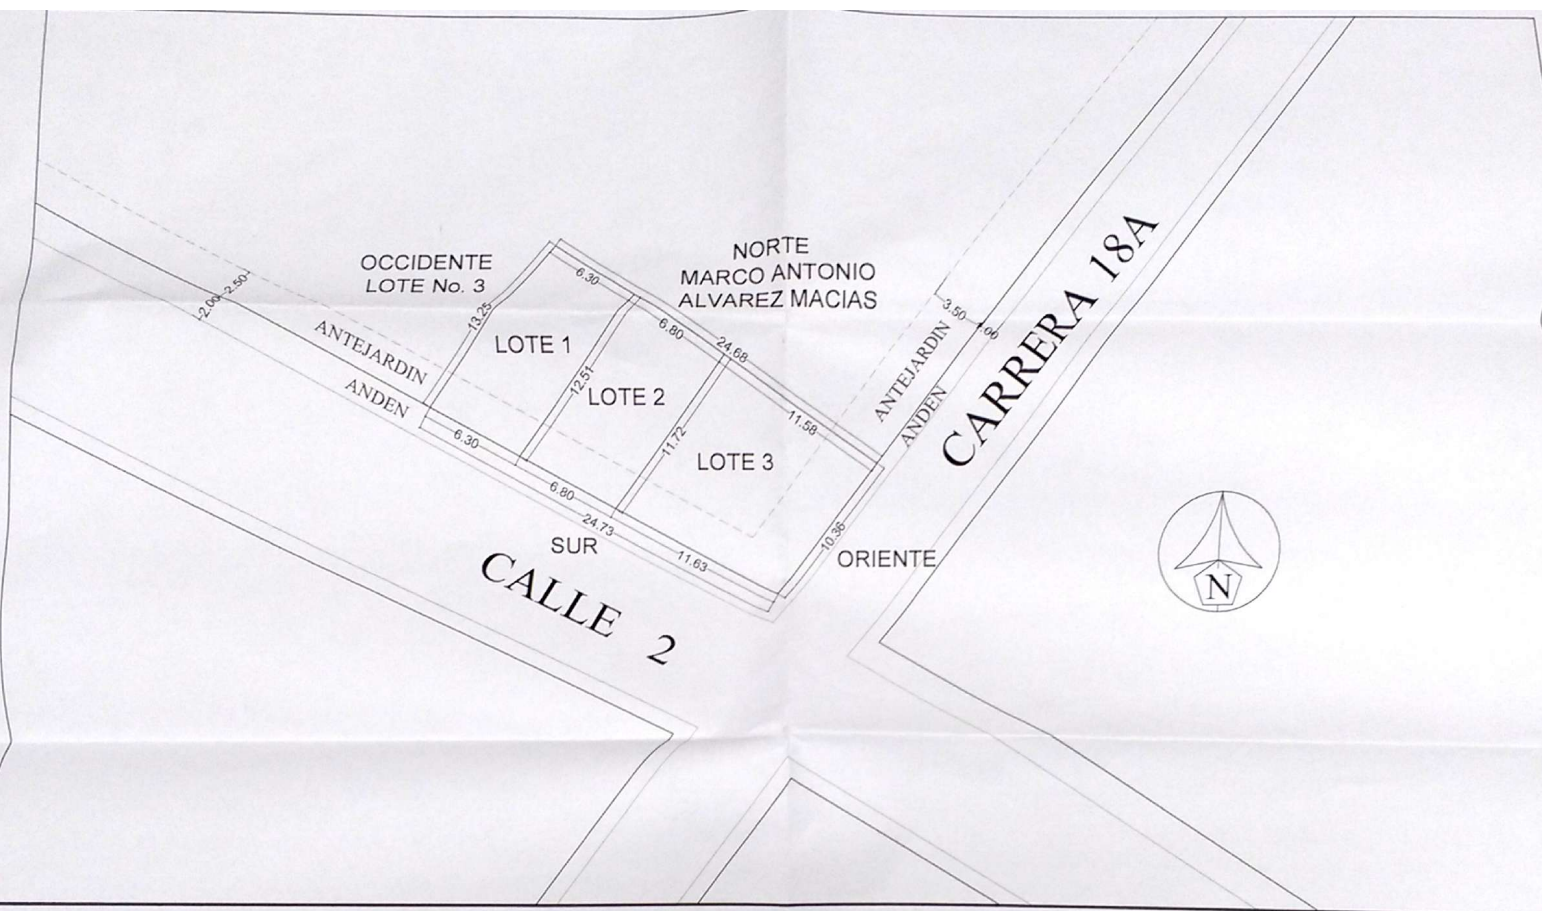 OCCIDENTE
LOTE No. 3
NORTE
MARCO ANTONIO
ALVAREZ MACIAS
2.00
2.50
ANTEJARDIN
ANDEN
13.25
6.30
LOTE 1
12.51
6.80
LOTE 2
24.68
11.72
11.58
LOTE 3
6.30
6.80
24.73
11.63
10.36
SUR
ORIENTE
CALLE 2
3.50
1.00
ANTEJARDIN
ANDEN
CARRERA 18A
N